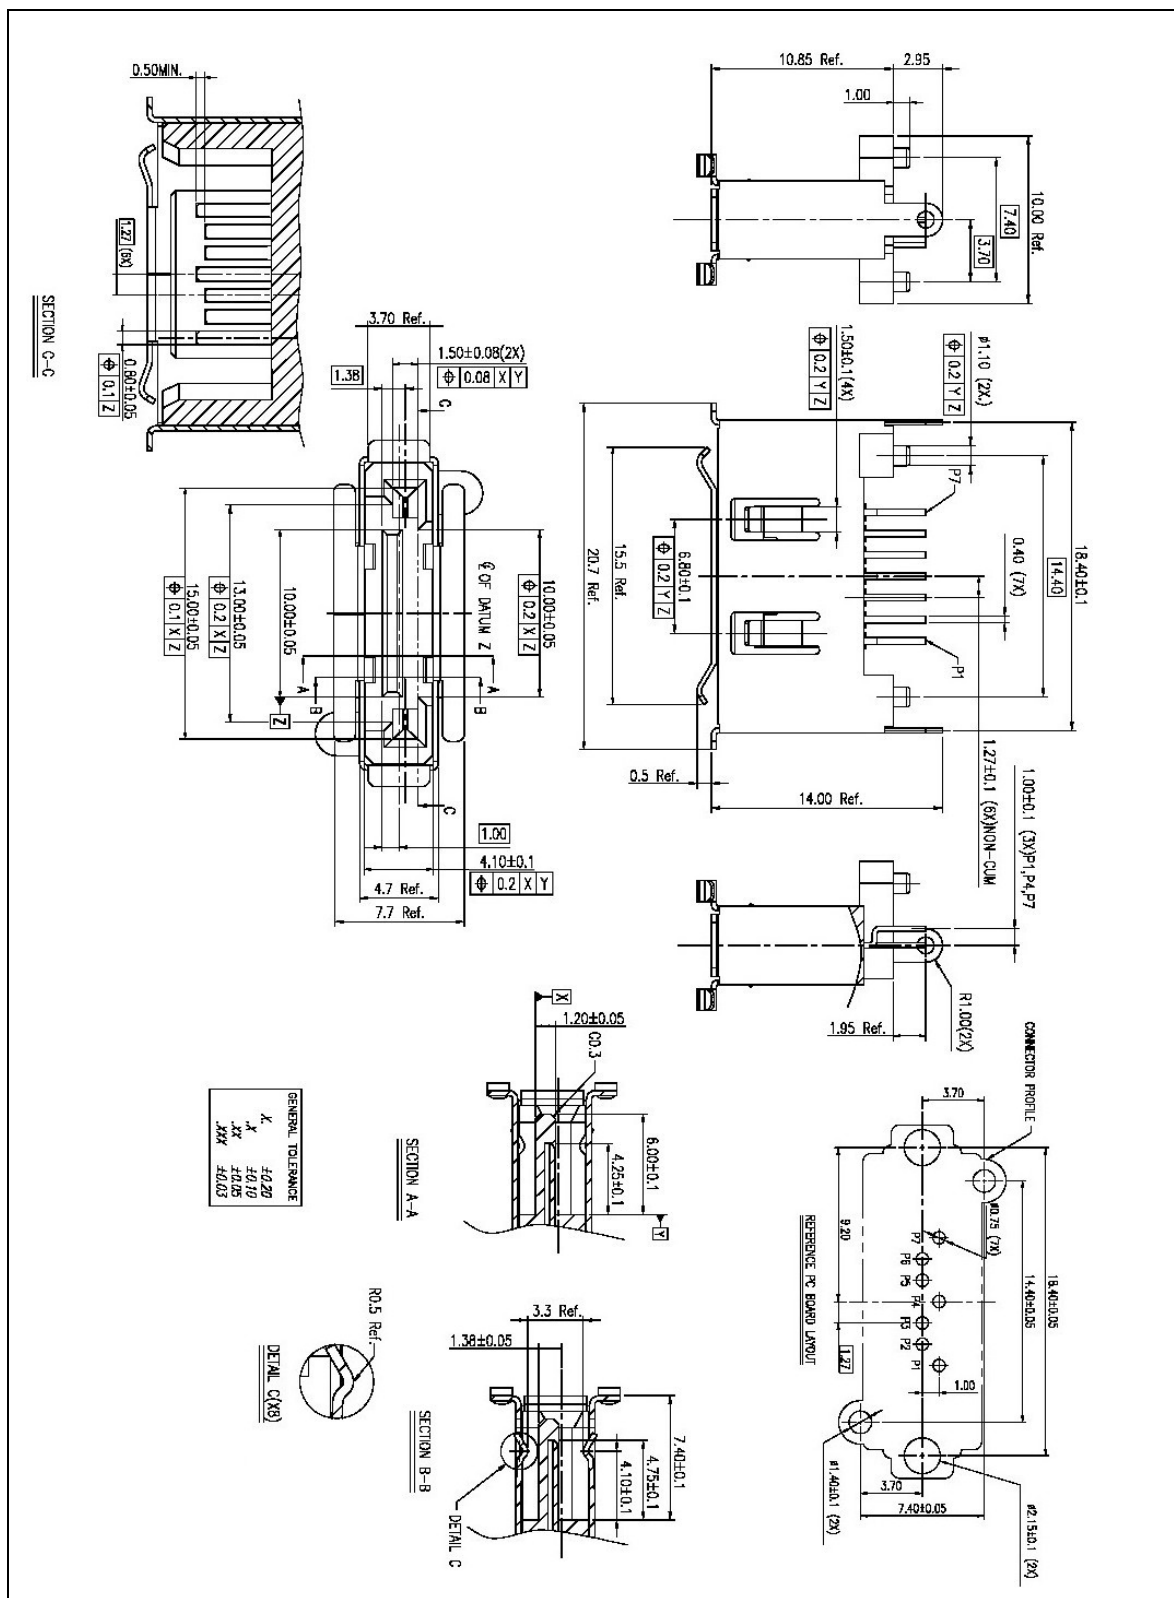 0.50MIN.
1.27 (6X)
0.80±0.05
0.1 Z
SECTION C-C
10.85 Ref.
2.95
1.00
10.00 Ref.
7.40
3.70
3.70 Ref.
1.50±0.08(2X)
0.08 X Y
1.38
C
15.00±0.05
0.1 X Z
13.00±0.05
0.2 X Z
10.00±0.05
℄ OF DATUM Z
10.00±0.05
0.2 X Z
A
A
B
B
Z
C
1.00
4.10±0.1
0.2 X Y
4.7 Ref.
7.7 Ref.
1.50±0.1(4X)
0.2 Y Z
ø1.10 (2X.)
0.2 Y Z
P7
0.40 (7X)
18.40±0.1
14.40
P1
20.7 Ref.
15.5 Ref.
6.80±0.1
0.2 Y Z
0.5 Ref.
14.00 Ref.
1.27±0.1 (6X)NON-CUM
1.00±0.1 (3X)P1,P4,P7
R1.00(2X)
1.95 Ref.
X
1.20±0.05
C0.3
6.00±0.1
4.25±0.1
Y
SECTION A-A
GENERAL TOLERANCE
X. ±0.20
.X ±0.10
.XX ±0.05
.XXX ±0.03
CONNECTOR PROFILE
3.70
9.20
ø0.75 (7X)
P7
P6
P5
P4
P3
P2
P1
14.40±0.05
18.40±0.05
1.27
1.00
REFERENCE PC BOARD LAYOUT
3.70
7.40±0.05
ø1.40±0.1 (2X)
ø2.15±0.1 (2X)
3.3 Ref.
1.38±0.05
7.40±0.1
4.75±0.1
4.10±0.1
SECTION B-B
DETAIL C
R0.5 Ref.
DETAIL C(X8)